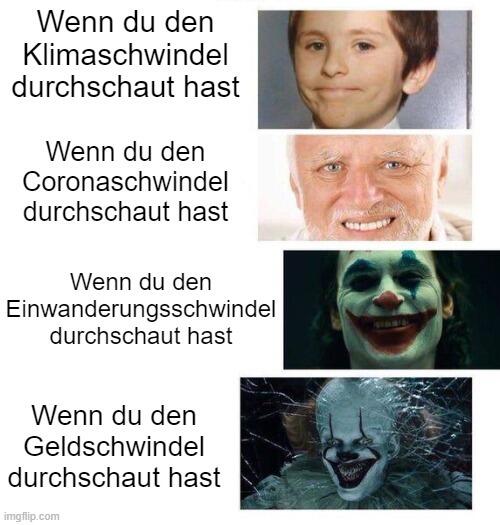 Wenn du den
Klimaschwindel
durchschaut hast
Wenn du den
Coronaschwindel
durchschaut hast
Wenn du den
Einwanderungsschwindel
durchschaut hast
Wenn du den
Geldschwindel
durchschaut hast
imgflip.com